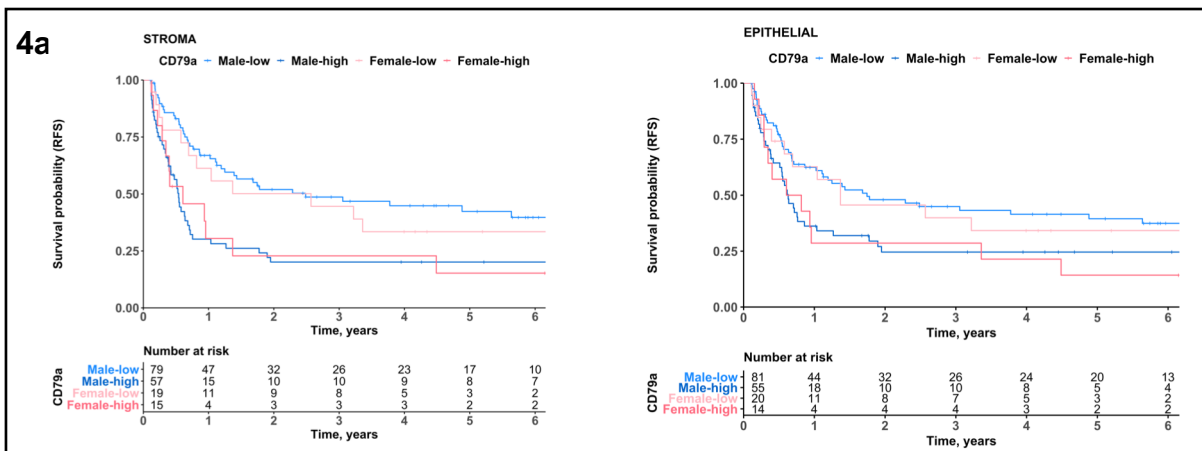 4a
STROMA
CD79a Male-low Male-high Female-low Female-high
Survival probability (RFS)
1.00
0.75
0.50
0.25
0.00
0 1 2 3 4 5 6
Time, years
Number at risk
CD79a
Male-low 79 47 32 26 23 17 10
Male-high 57 15 10 10 9 8 7
Female-low 19 11 9 8 5 3 2
Female-high 15 4 3 3 3 2 2
0 1 2 3 4 5 6
Time, years
EPITHELIAL
CD79a Male-low Male-high Female-low Female-high
Survival probability (RFS)
1.00
0.75
0.50
0.25
0.00
0 1 2 3 4 5 6
Time, years
Number at risk
CD79a
Male-low 81 44 32 26 24 20 13
Male-high 55 18 10 10 8 5 4
Female-low 20 11 8 7 5 3 2
Female-high 14 4 4 4 3 2 2
0 1 2 3 4 5 6
Time, years